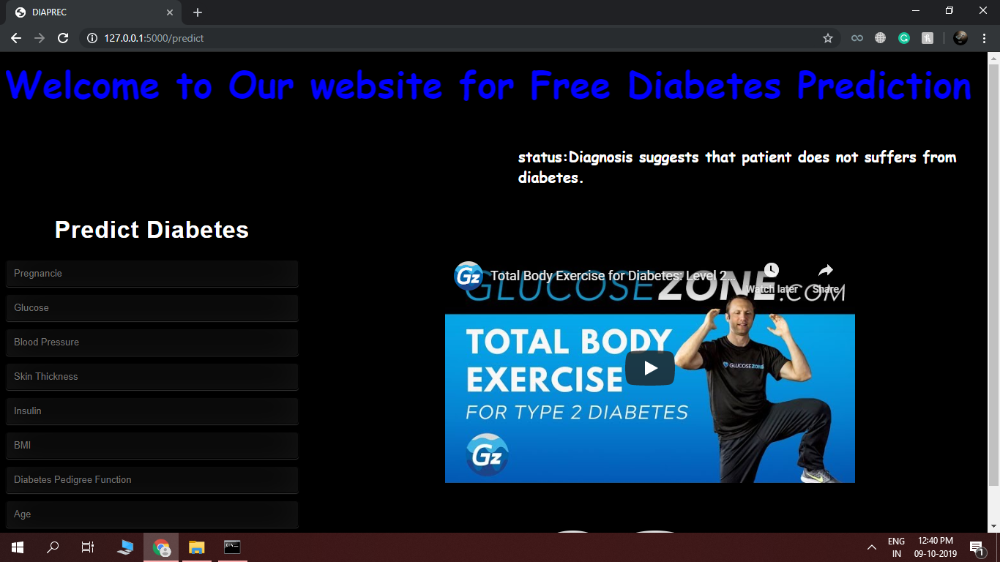 DIAPREC
127.0.0.1:5000/predict
Welcome to Our website for Free Diabetes Prediction
status:Diagnosis suggests that patient does not suffers from
diabetes.
Predict Diabetes
Pregnancie
Glucose
Blood Pressure
Skin Thickness
Insulin
BMI
Diabetes Pedigree Function
Age
Gz
Total Body Exercise for Diabetes: Level 2...
Watch later
Share
GLUCOSEZONE.COM
TOTAL BODY
EXERCISE
FOR TYPE 2 DIABETES
GLUCOSEZONE
Gz
ENG
IN
12:40 PM
09-10-2019
1